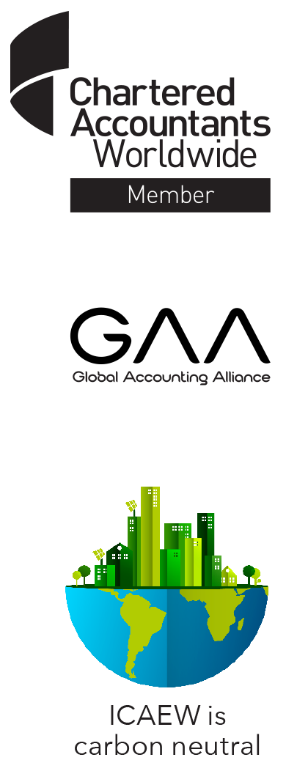 Chartered
Accountants
Worldwide
Member
GAA
Global Accounting Alliance
ICAEW is
carbon neutral